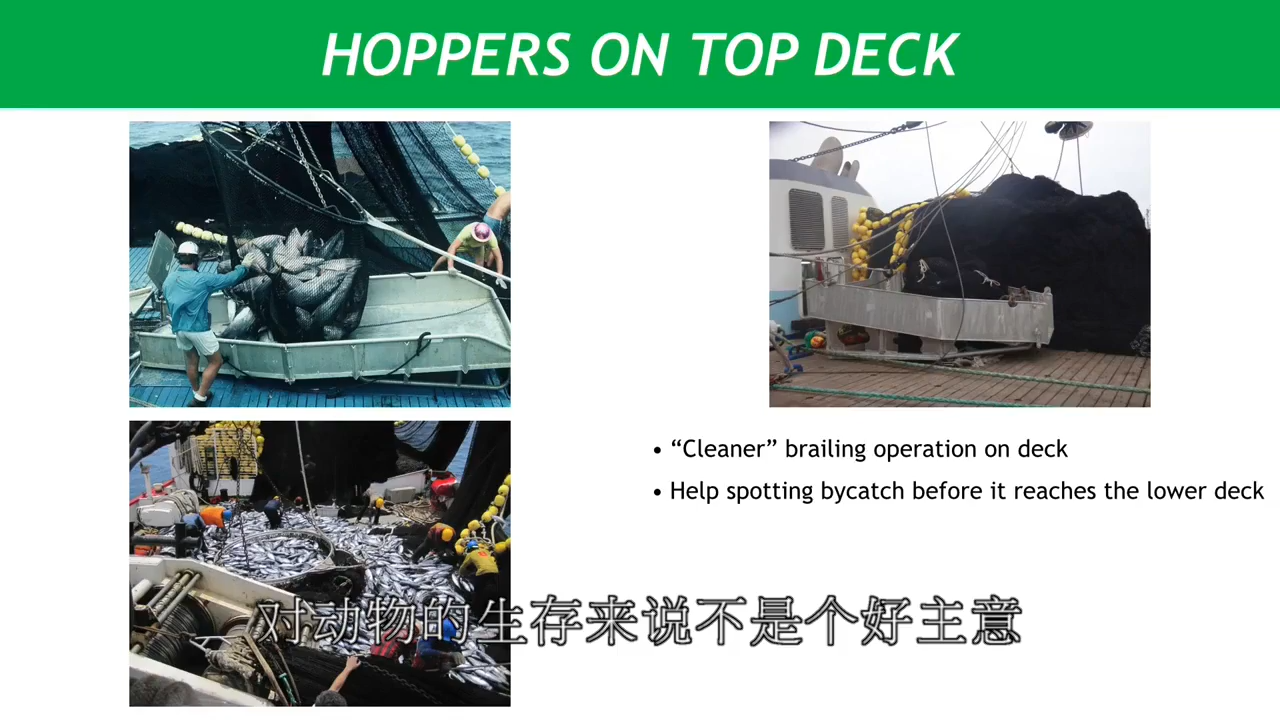 HOPPERS ON TOP DECK
• “Cleaner” brailing operation on deck
• Help spotting bycatch before it reaches the lower deck
对动物的生存来说不是个好主意